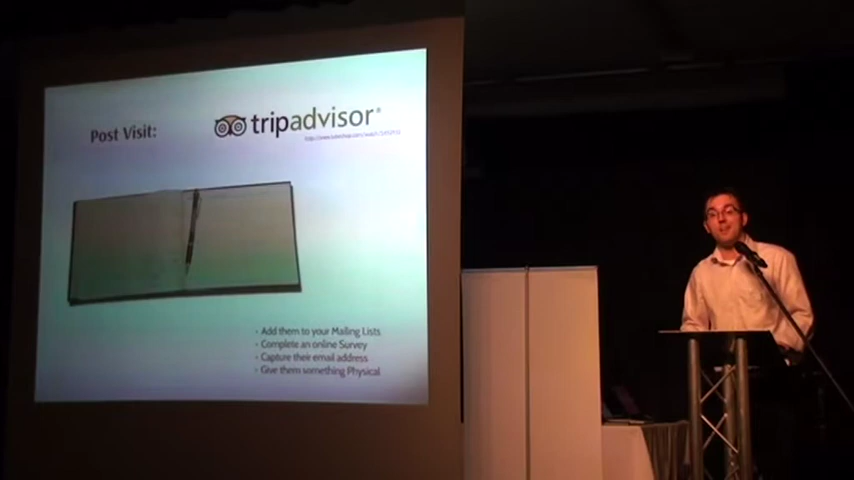 Post Visit:
tripadvisor®
- Add them to your Mailing Lists
- Complete an online Survey
- Capture their email address
- Give them something Physical